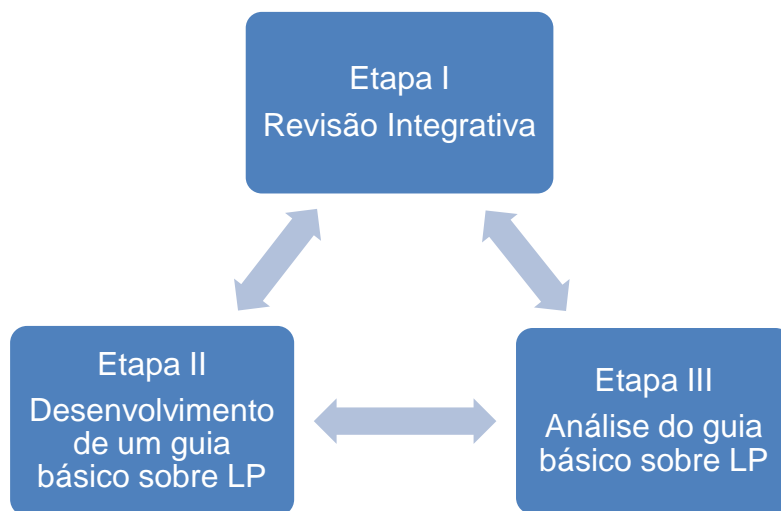 Etapa I
Revisão Integrativa
Etapa II
Desenvolvimento
de um guia
básico sobre LP
Etapa III
Análise do guia
básico sobre LP